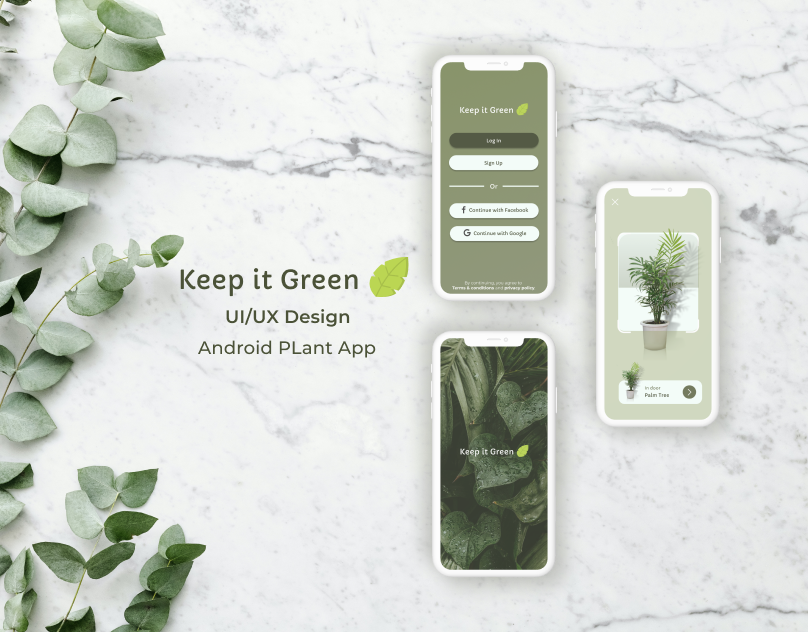 Keep it Green
UI/UX Design
Android PLant App
Keep it Green
Log In
Sign Up
Or
Continue with Facebook
Continue with Google
By continuing, you agree to
Terms & conditions and privacy policy
Keep it Green
In door
Palm Tree